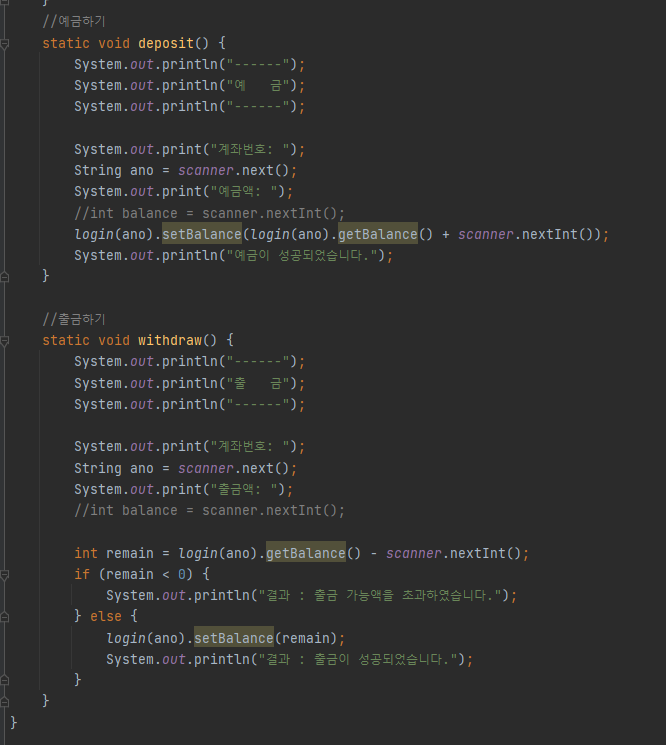 }
//예금하기
static void deposit() {
System.out.println("------");
System.out.println("예   금");
System.out.println("------");
System.out.print("계좌번호: ");
String ano = scanner.next();
System.out.print("예금액: ");
//int balance = scanner.nextInt();
login(ano).setBalance(login(ano).getBalance() + scanner.nextInt());
System.out.println("예금이 성공되었습니다.");
}
//출금하기
static void withdraw() {
System.out.println("------");
System.out.println("출   금");
System.out.println("------");
System.out.print("계좌번호: ");
String ano = scanner.next();
System.out.print("출금액: ");
//int balance = scanner.nextInt();
int remain = login(ano).getBalance() - scanner.nextInt();
if (remain < 0) {
System.out.println("결과 : 출금 가능액을 초과하였습니다.");
} else {
login(ano).setBalance(remain);
System.out.println("결과 : 출금이 성공되었습니다.");
}
}
}